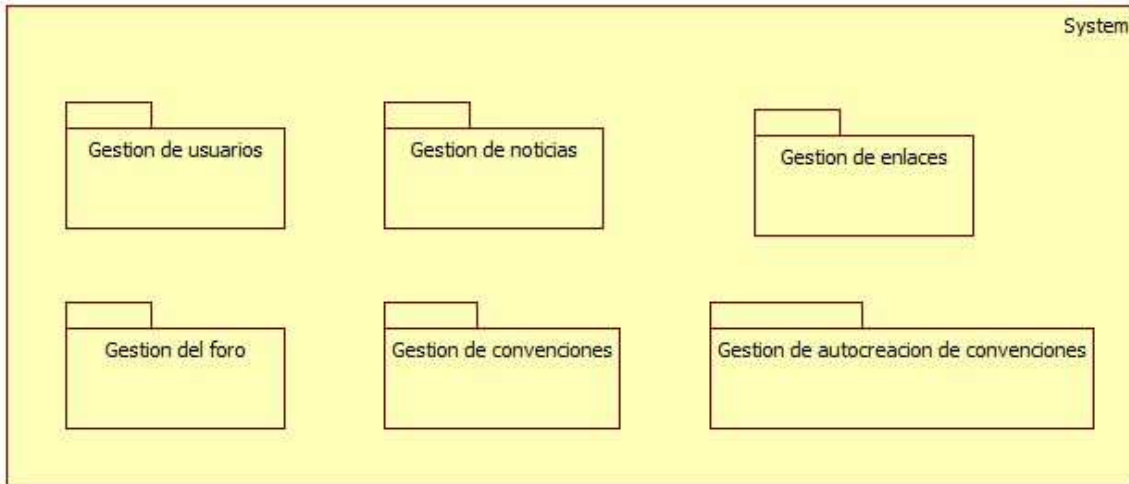 System
Gestion de usuarios
Gestion de noticias
Gestion de enlaces
Gestion del foro
Gestion de convenciones
Gestion de autocreacion de convenciones